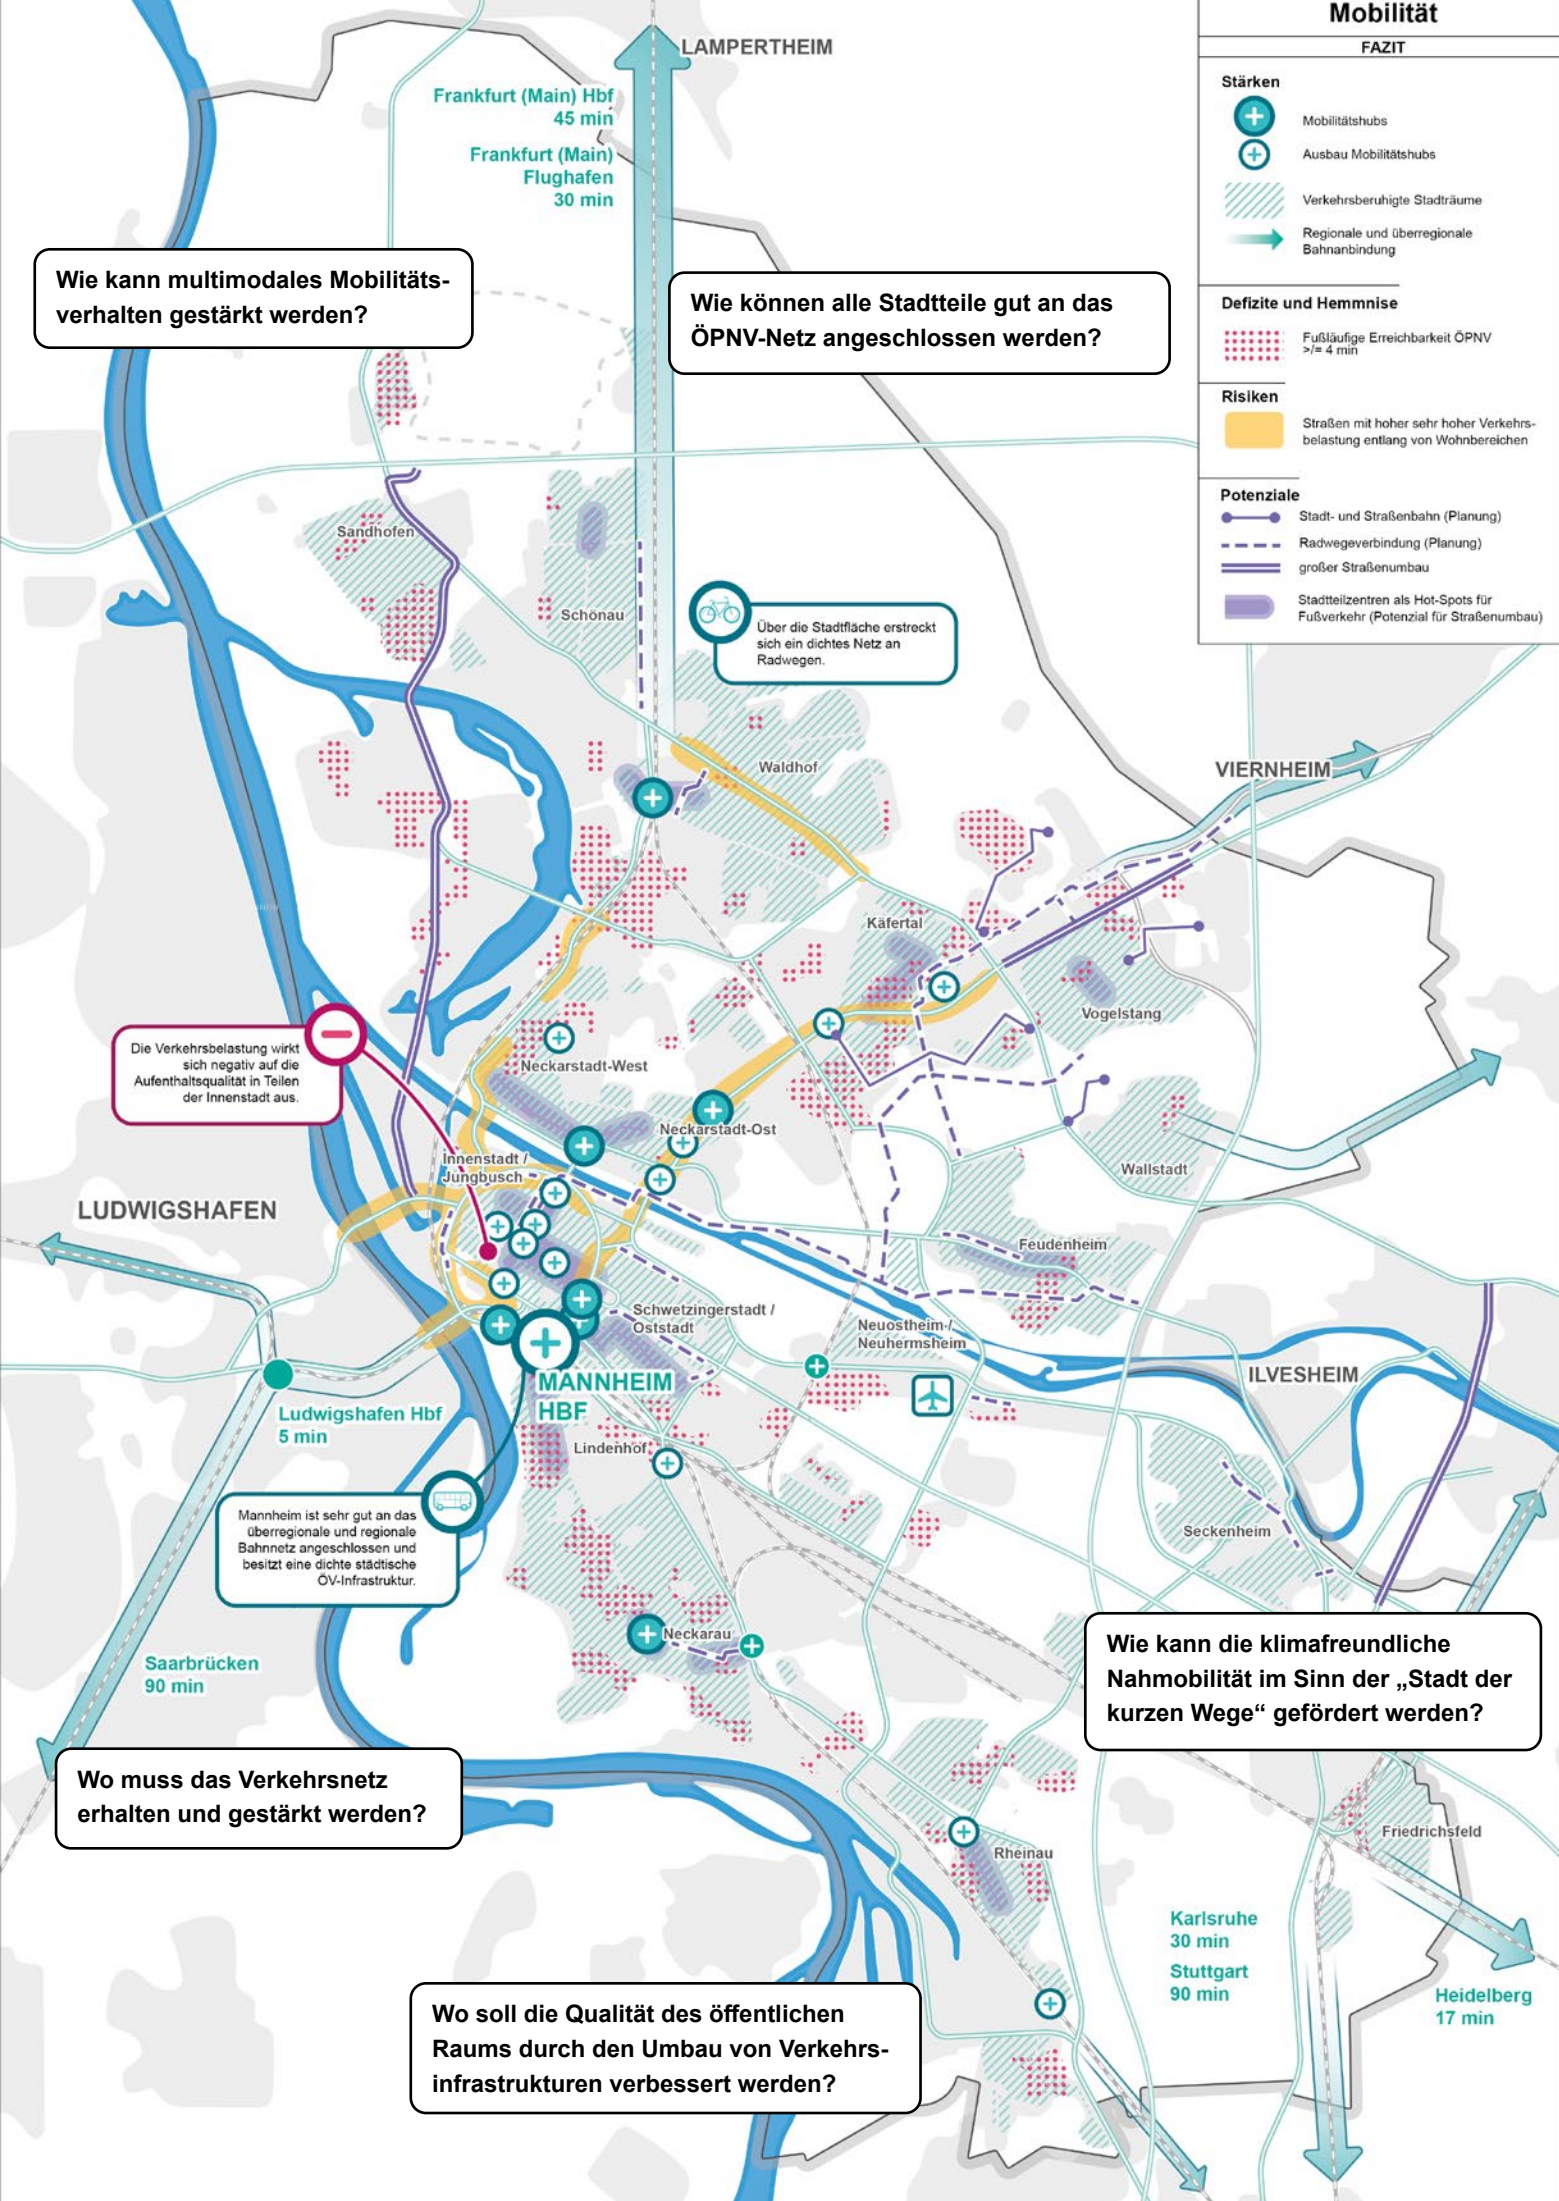 Mobilität
FAZIT
Stärken
Mobilitätshubs
Ausbau Mobilitätshubs
Verkehrsberuhigte Stadträume
Regionale und überregionale
Bahnanbindung
Defizite und Hemmnise
Fußläufige Erreichbarkeit ÖPNV
>/= 4 min
Risiken
Straßen mit hoher sehr hoher Verkehrs-
belastung entlang von Wohnbereichen
Potenziale
Stadt- und Straßenbahn (Planung)
Radwegeverbindung (Planung)
großer Straßenumbau
Stadtteilzentren als Hot-Spots für
Fußverkehr (Potenzial für Straßenumbau)
LAMPERTHEIM
Frankfurt (Main) Hbf
45 min
Frankfurt (Main)
Flughafen
30 min
Wie kann multimodales Mobilitäts-
verhalten gestärkt werden?
Wie können alle Stadtteile gut an das
ÖPNV-Netz angeschlossen werden?
Sandhofen
Schönau
Über die Stadtfläche erstreckt
sich ein dichtes Netz an
Radwegen.
Waldhof
VIERNHEIM
Käfertal
Vogelstang
Die Verkehrsbelastung wirkt
sich negativ auf die
Aufenthaltsqualität in Teilen
der Innenstadt aus.
Neckarstadt-West
Neckarstadt-Ost
Innenstadt /
Jungbusch
Wallstadt
LUDWIGSHAFEN
Feudenheim
Schwetzingerstadt /
Oststadt
Neuostheim /
Neuhermsheim
ILVESHEIM
MANNHEIM
HBF
Ludwigshafen Hbf
5 min
Lindenhof
Mannheim ist sehr gut an das
überregionale und regionale
Bahnnetz angeschlossen und
besitzt eine dichte städtische
ÖV-Infrastruktur.
Seckenheim
Neckarau
Saarbrücken
90 min
Wie kann die klimafreundliche
Nahmobilität im Sinn der „Stadt der
kurzen Wege“ gefördert werden?
Wo muss das Verkehrsnetz
erhalten und gestärkt werden?
Friedrichsfeld
Rheinau
Karlsruhe
30 min
Stuttgart
90 min
Heidelberg
17 min
Wo soll die Qualität des öffentlichen
Raums durch den Umbau von Verkehrs-
infrastrukturen verbessert werden?